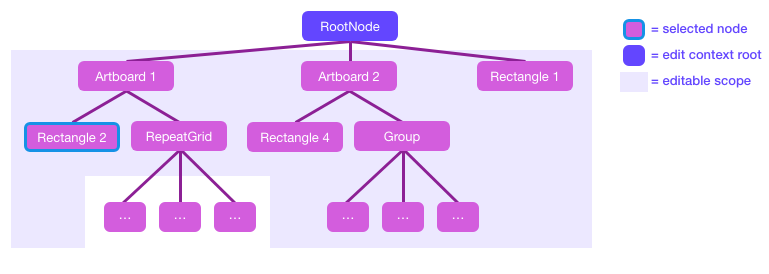 RootNode
= selected node
= edit context root
= editable scope
Artboard 1
Artboard 2
Rectangle 1
Rectangle 2
RepeatGrid
Rectangle 4
Group
...
...
...
...
...
...